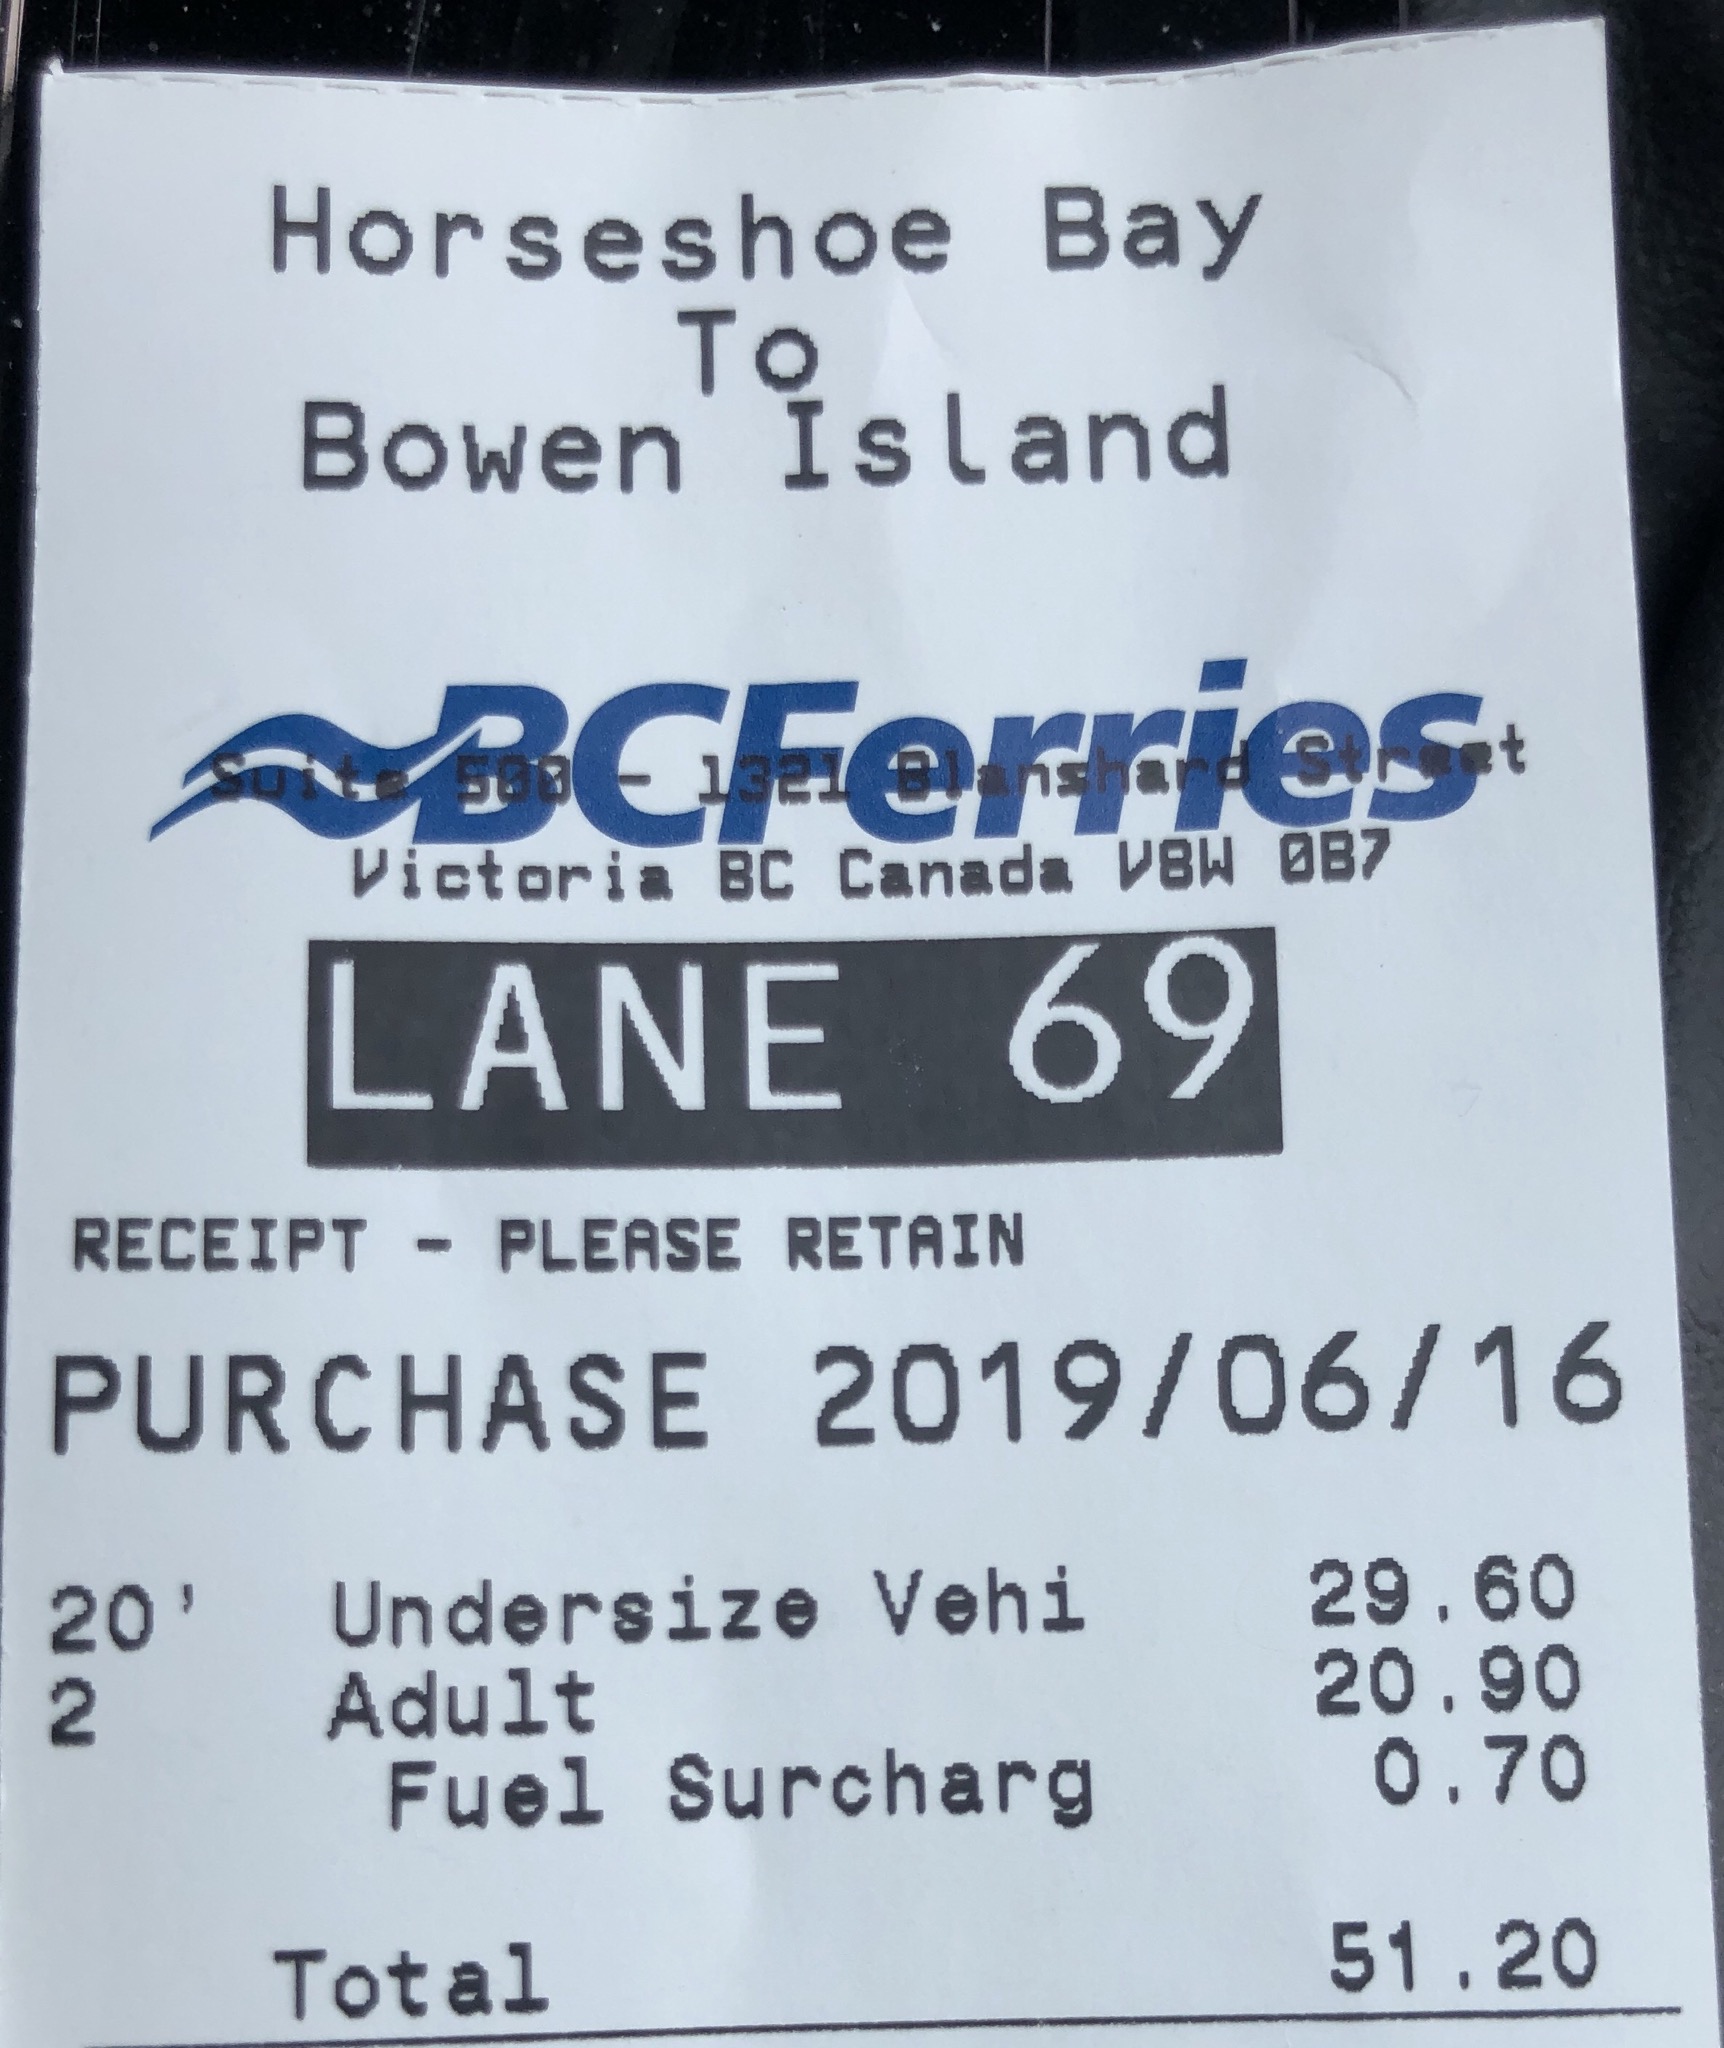 Horseshoe Bay
To
Bowen Island
BCFerries
Suite 500 - 1321 Blanshard Street
Victoria BC Canada V8W 0B7
LANE 69
RECEIPT - PLEASE RETAIN
PURCHASE 2019/06/16
20' Undersize Vehi 29.60
2 Adult 20.90
Fuel Surcharg 0.70
Total 51.20